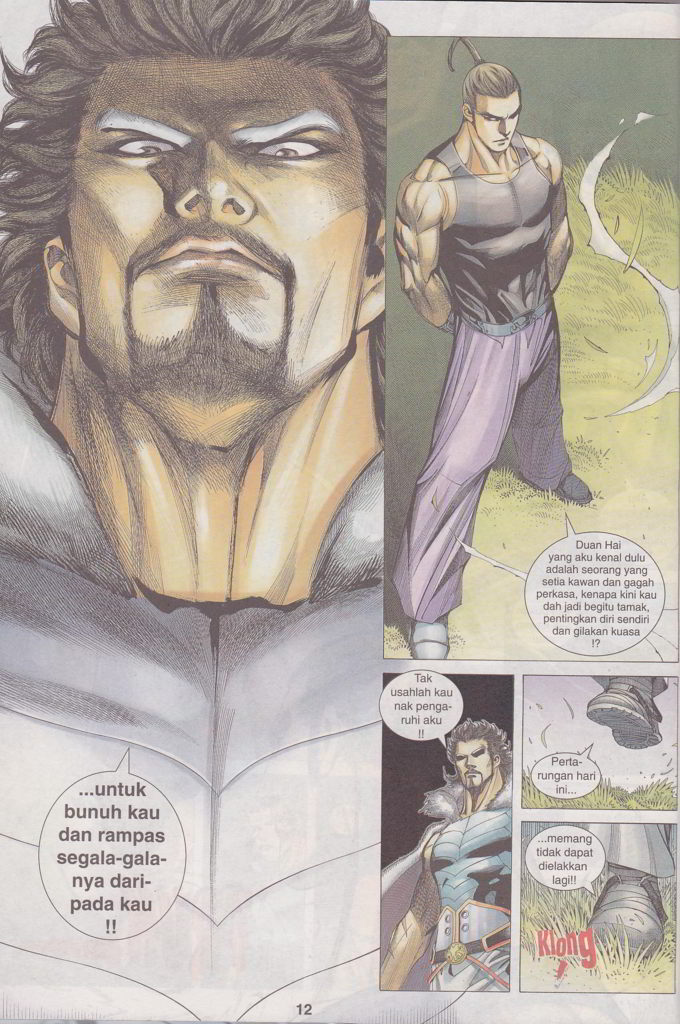 ...untuk
bunuh kau
dan rampas
segala-gala-
nya dari-
pada kau
!!
Duan Hai
yang aku kenal dulu
adalah seorang yang
setia kawan dan gagah
perkasa, kenapa kini kau
dah jadi begitu tamak,
pentingkan diri sendiri
dan gilakan kuasa
!?
Tak
usahlah kau
nak penga-
ruhi aku
!!
Perta-
rungan hari
ini...
...memang
tidak dapat
dielakkan
lagi!!
Klong
!
12